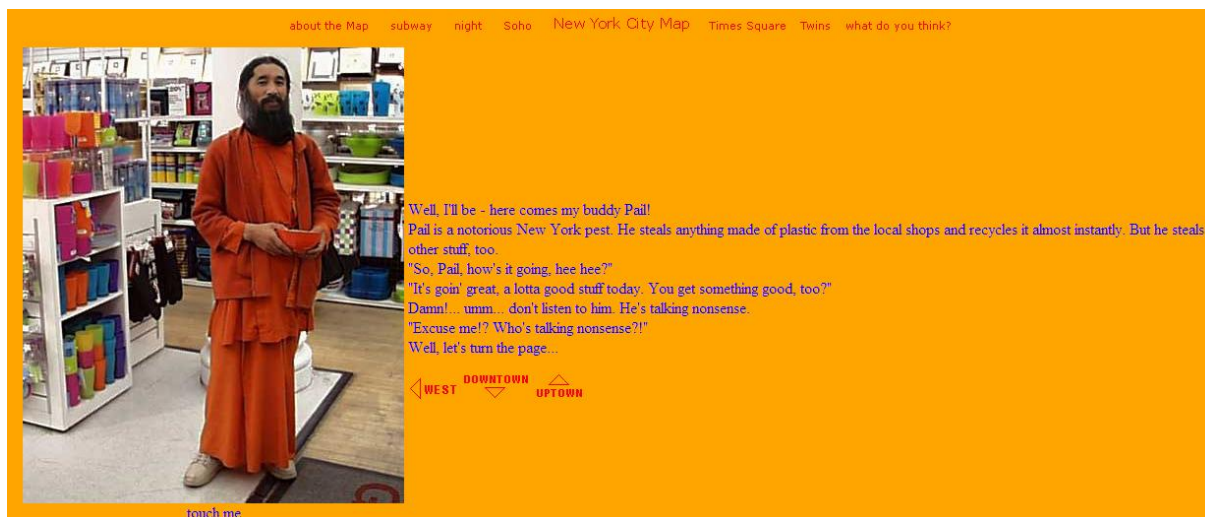 about the Map subway night Soho New York City Map Times Square Twins what do you think?
Well, I'll be - here comes my buddy Pail!
Pail is a notorious New York pest. He steals anything made of plastic from the local shops and recycles it almost instantly. But he steals
other stuff, too.
"So, Pail, how's it going, hee hee?"
"It's goin' great, a lotta good stuff today. You get something good, too?"
Damn!... umm... don't listen to him. He's talking nonsense.
"Excuse me!? Who's talking nonsense?!"
Well, let's turn the page...
WEST DOWNTOWN UPTOWN
touch me